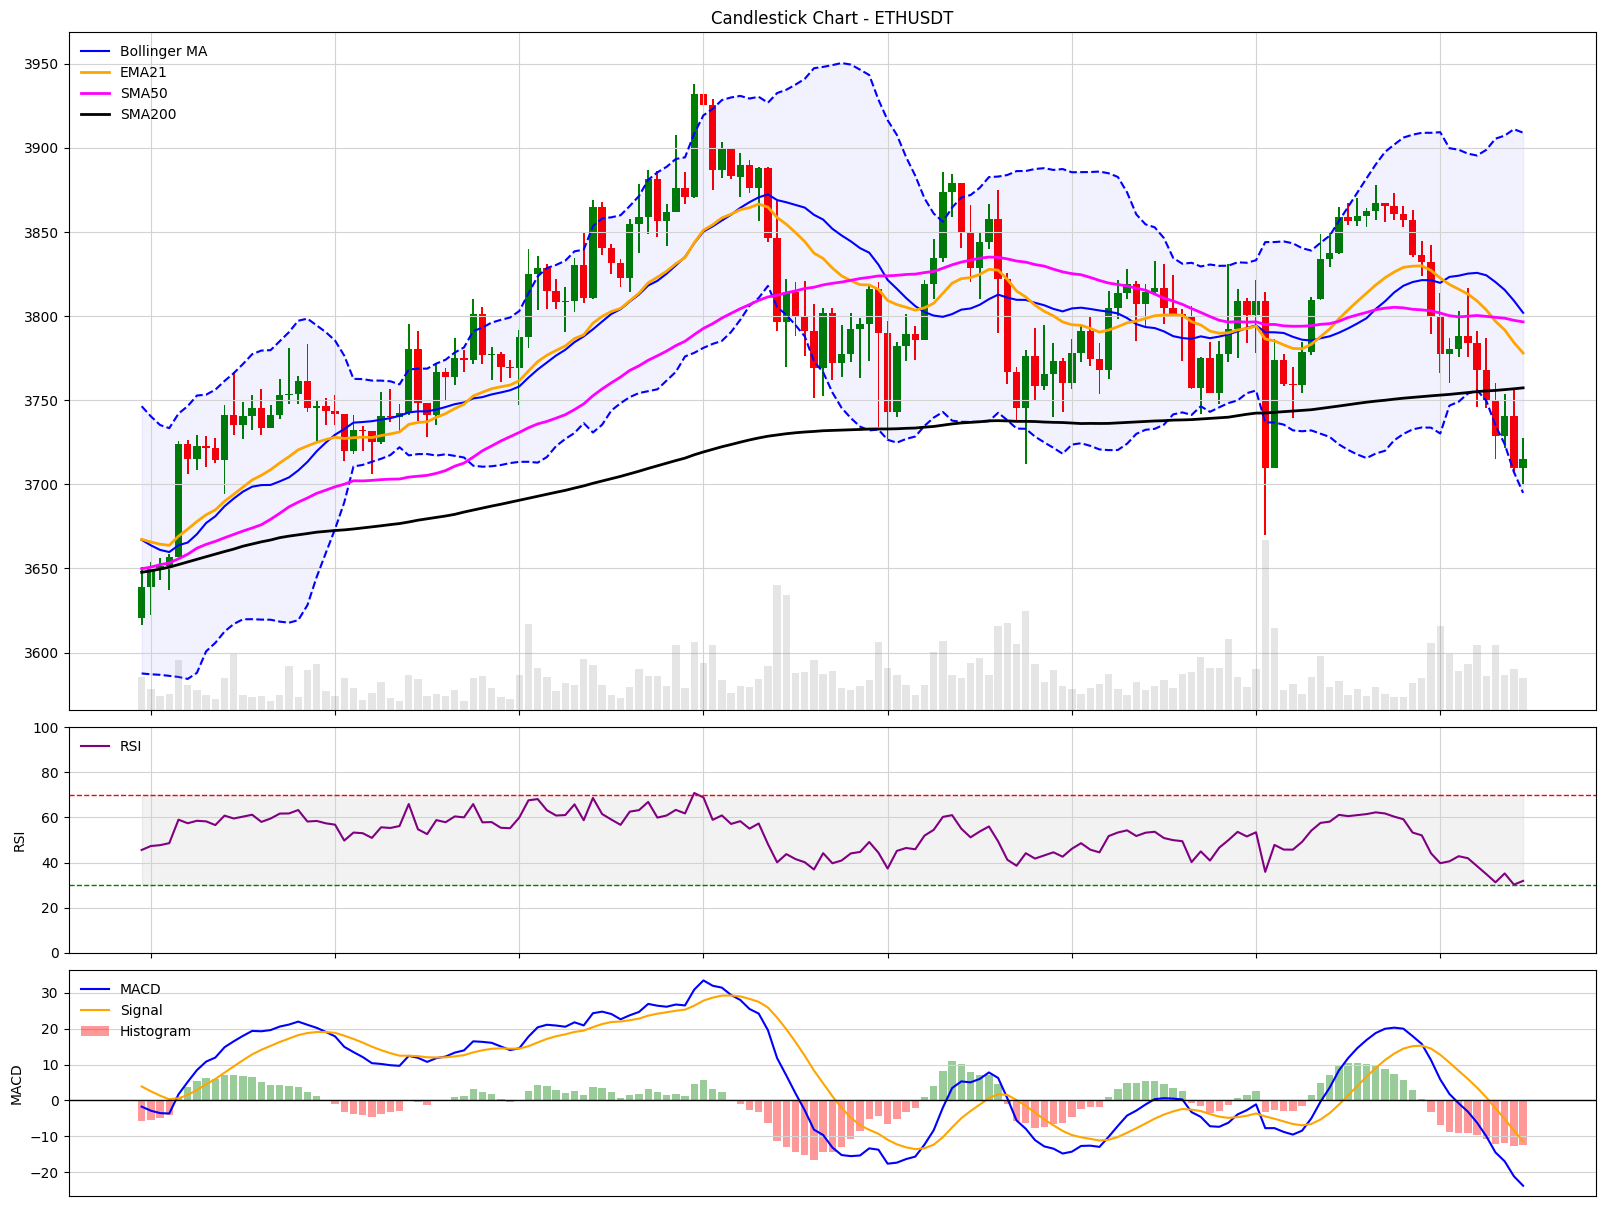 Candlestick Chart - ETHUSDT
Bollinger MA
EMA21
SMA50
SMA200
3950
3900
3850
3800
3750
3700
3650
3600
RSI
RSI
100
80
60
40
20
0
MACD
Signal
Histogram
MACD
30
20
10
0
−10
−20